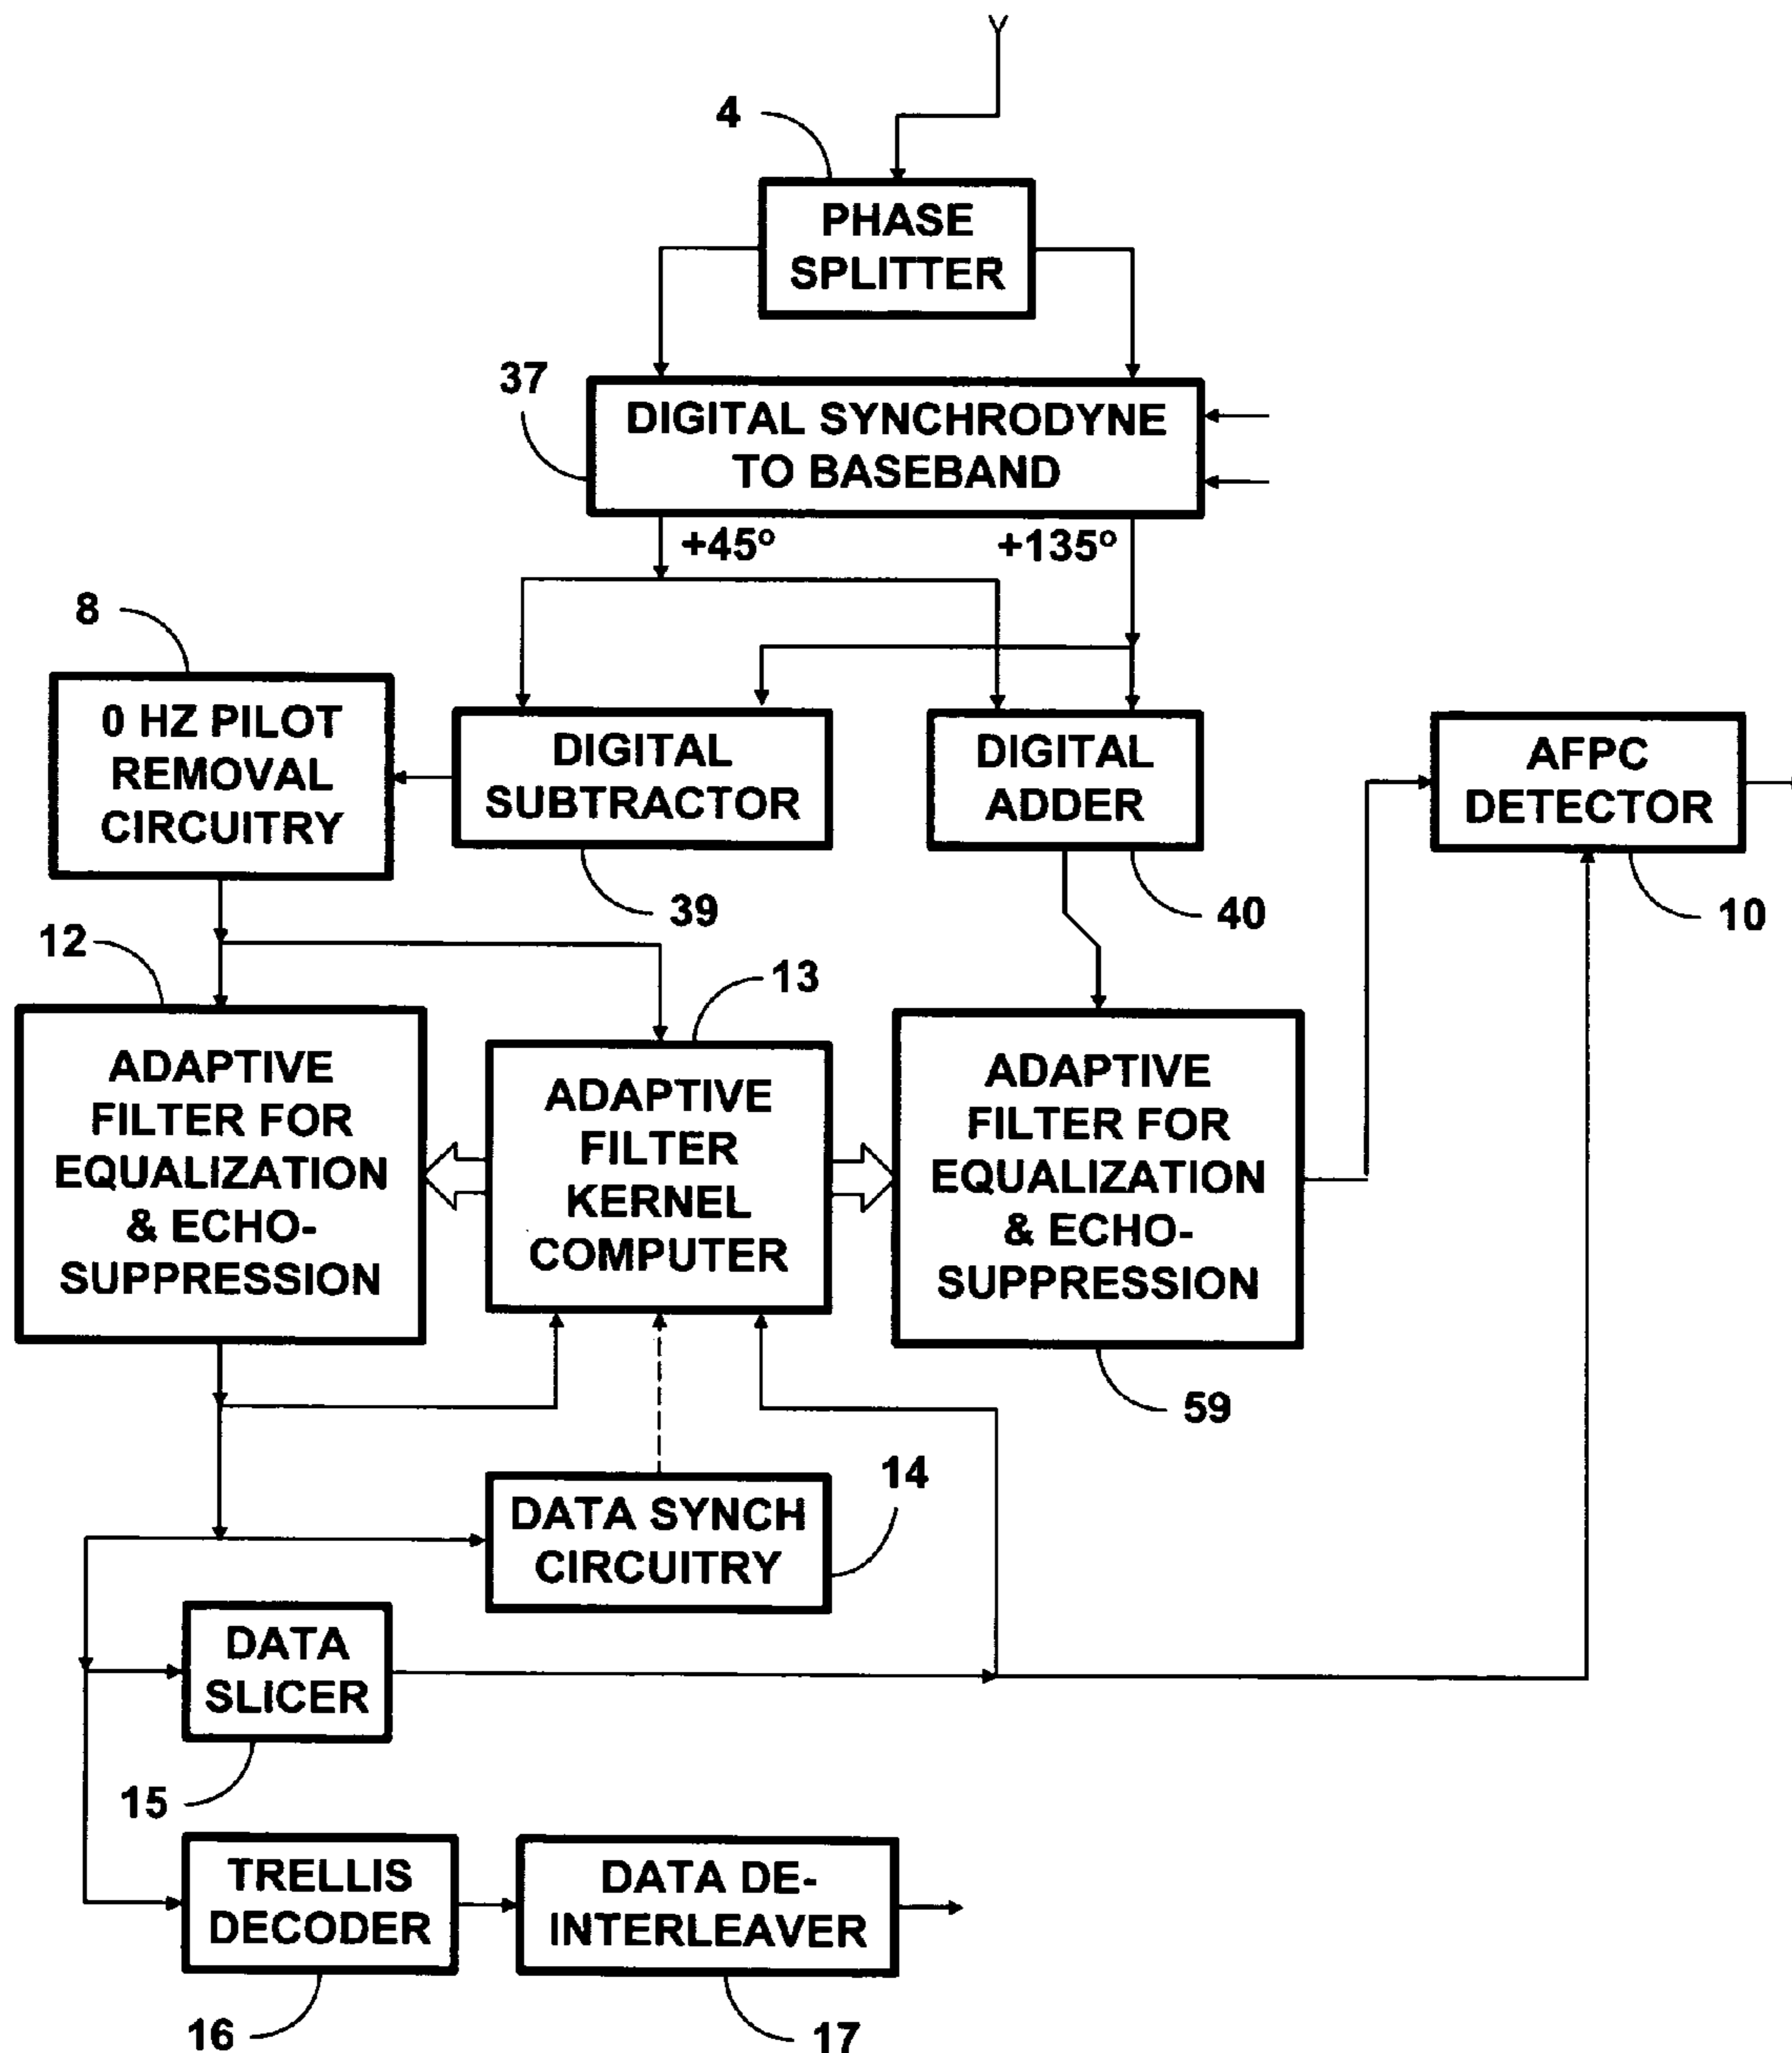 4
PHASE
SPLITTER
37
DIGITAL SYNCHRODYNE
TO BASEBAND
+45°
+135°
8
0 HZ PILOT
REMOVAL
CIRCUITRY
DIGITAL
SUBTRACTOR
39
DIGITAL
ADDER
40
AFPC
DETECTOR
10
12
ADAPTIVE
FILTER FOR
EQUALIZATION
& ECHO-
SUPPRESSION
13
ADAPTIVE
FILTER
KERNEL
COMPUTER
ADAPTIVE
FILTER FOR
EQUALIZATION
& ECHO-
SUPPRESSION
59
14
DATA SYNCH
CIRCUITRY
DATA
SLICER
15
TRELLIS
DECODER
16
DATA DE-
INTERLEAVER
17